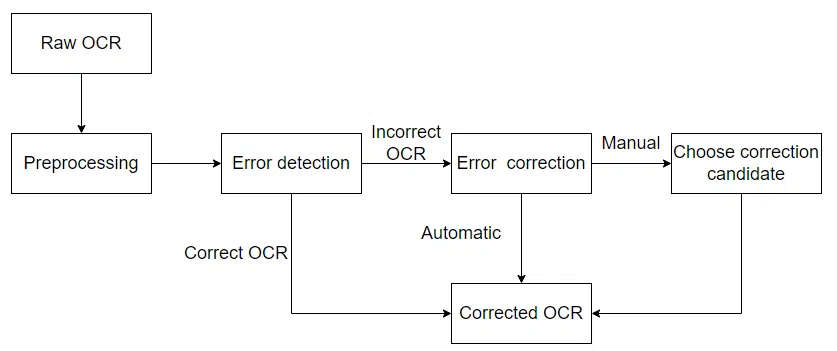 Raw OCR
Preprocessing
Error detection
Incorrect
OCR
Error correction
Manual
Choose correction
candidate
Correct OCR
Automatic
Corrected OCR